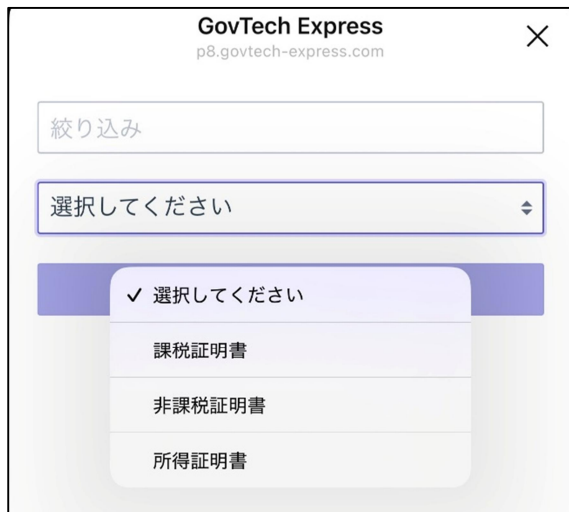 GovTech Express
p8.govtech-express.com
絞り込み
選択してください
選択してください
課税証明書
非課税証明書
所得証明書